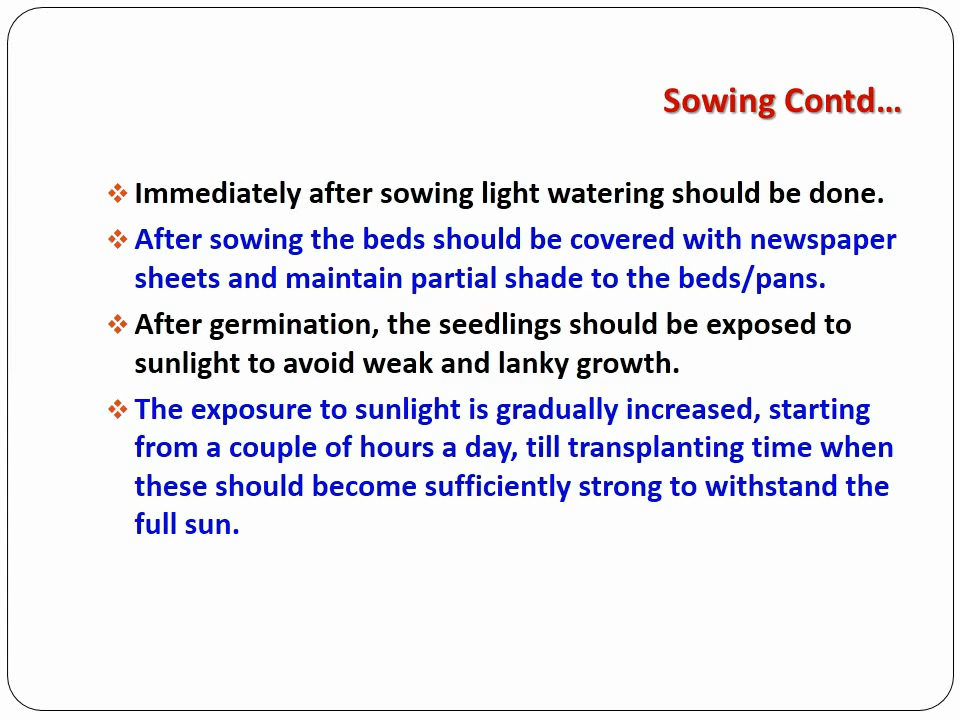 Sowing Contd...
Immediately after sowing light watering should be done.
After sowing the beds should be covered with newspaper
sheets and maintain partial shade to the beds/pans.
After germination, the seedlings should be exposed to
sunlight to avoid weak and lanky growth.
The exposure to sunlight is gradually increased, starting
from a couple of hours a day, till transplanting time when
these should become sufficiently strong to withstand the
full sun.